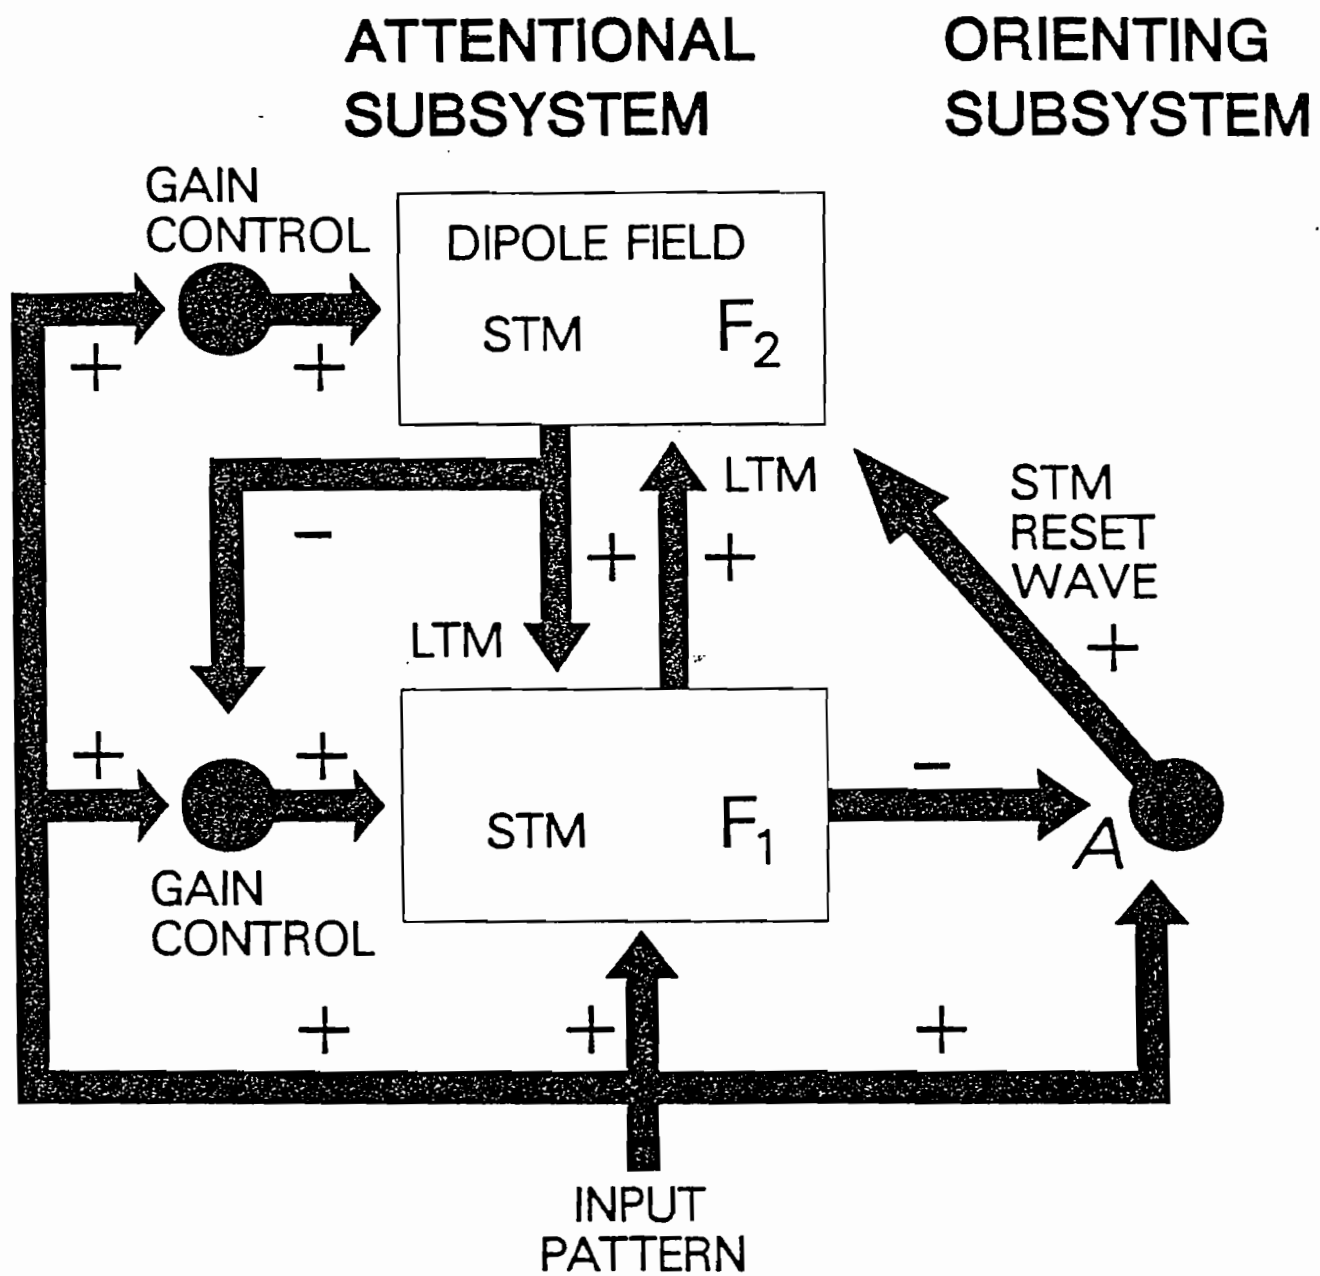 ATTENTIONAL
SUBSYSTEM
ORIENTING
SUBSYSTEM
GAIN
CONTROL
DIPOLE FIELD
STM F2
+ +
LTM
STM
RESET
WAVE
-
+ +
LTM
+
+ +
-
STM F1
A
GAIN
CONTROL
+ + +
INPUT
PATTERN